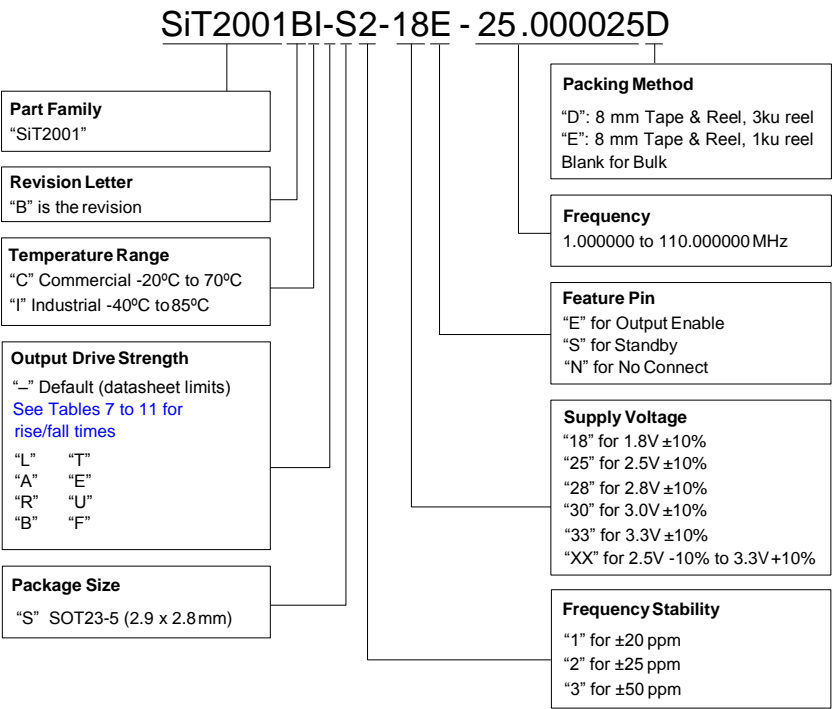 SiT2001BI-S2-18E - 25.000025D
Part Family
“SiT2001”
Revision Letter
“B” is the revision
Temperature Range
“C” Commercial -20ºC to 70ºC
“I” Industrial -40ºC to85ºC
Output Drive Strength
“–” Default (datasheet limits)
See Tables 7 to 11 for
rise/fall times
“L” “T”
“A” “E”
“R” “U”
“B” “F”
Package Size
“S” SOT23-5 (2.9 x 2.8 mm)
Packing Method
“D”: 8 mm Tape & Reel, 3ku reel
“E”: 8 mm Tape & Reel, 1ku reel
Blank for Bulk
Frequency
1.000000 to 110.000000 MHz
Feature Pin
“E” for Output Enable
“S” for Standby
“N” for No Connect
Supply Voltage
“18” for 1.8V ±10%
“25” for 2.5V ±10%
“28” for 2.8V ±10%
“30” for 3.0V ±10%
“33” for 3.3V ±10%
“XX” for 2.5V -10% to 3.3V +10%
Frequency Stability
“1” for ±20 ppm
“2” for ±25 ppm
“3” for ±50 ppm